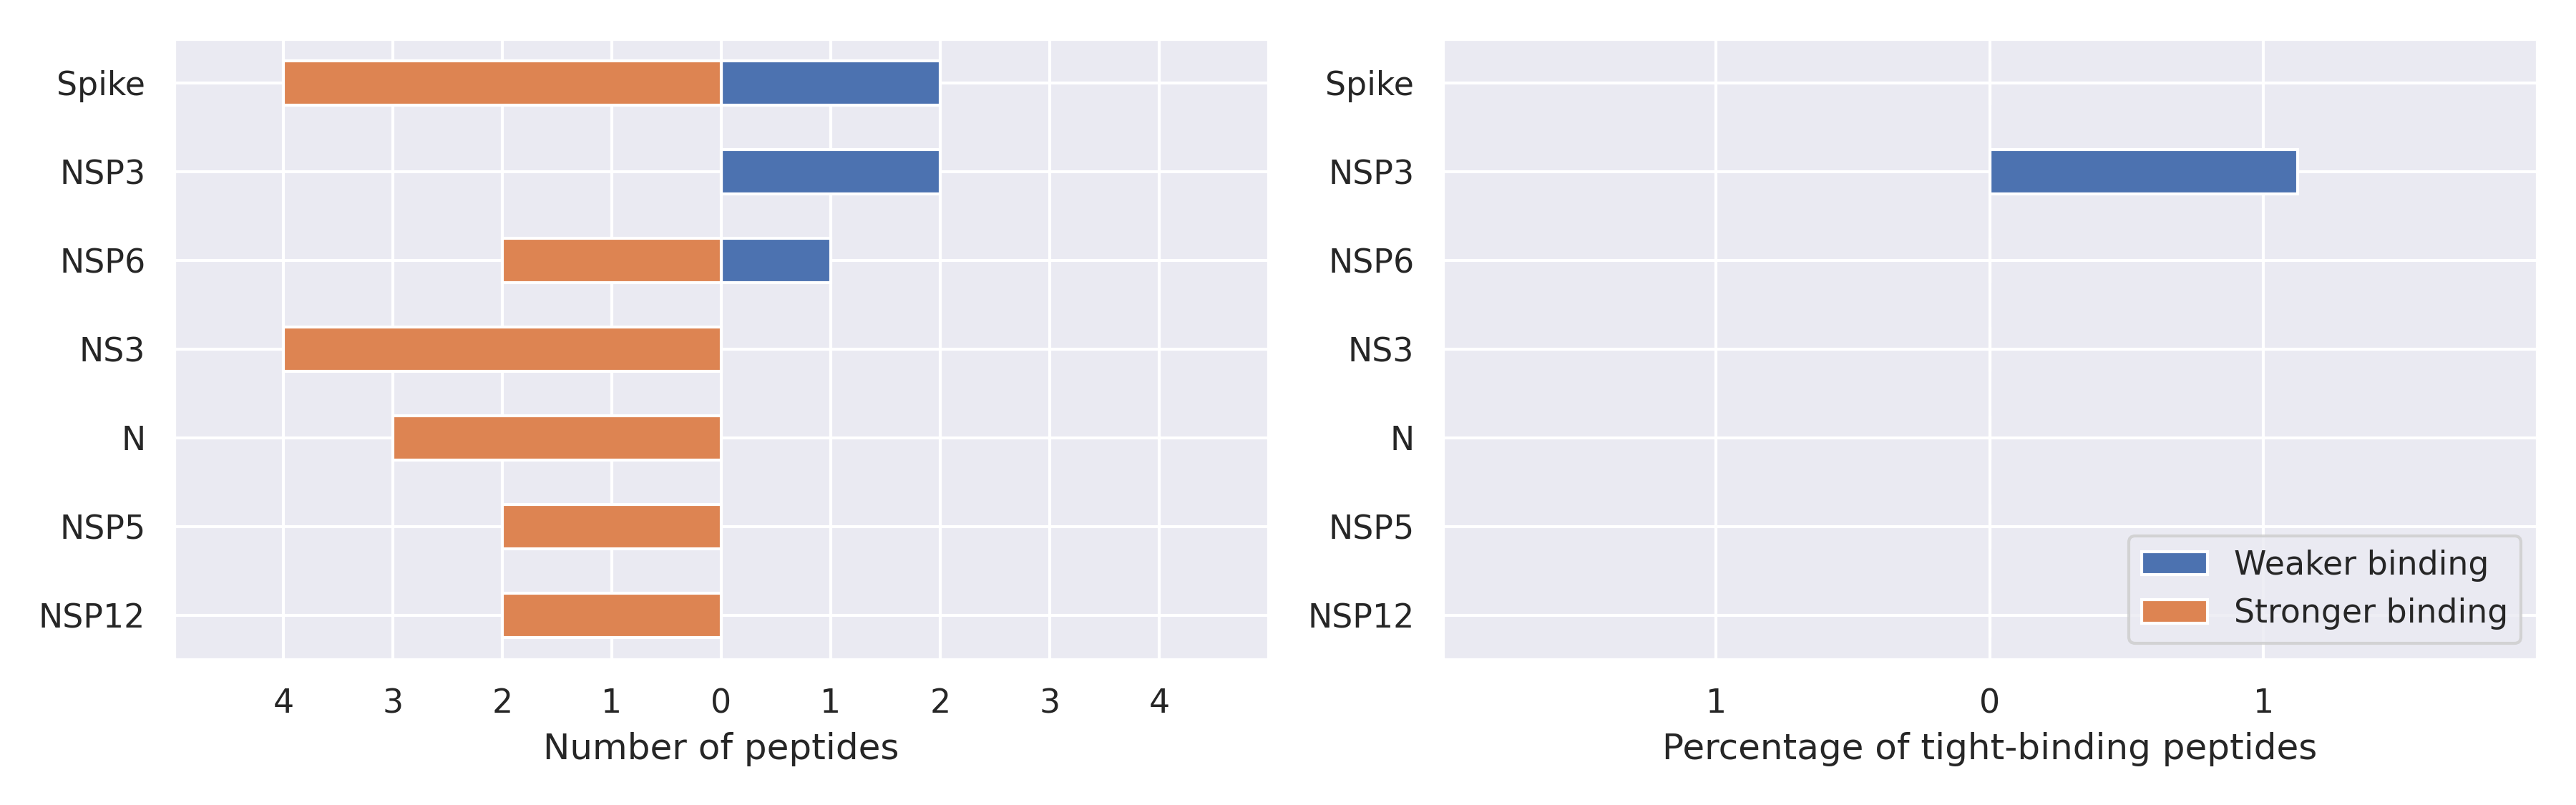 Spike
NSP3
NSP6
NS3
N
NSP5
NSP12
4 3 2 1 0 1 2 3 4
Number of peptides
Spike
NSP3
NSP6
NS3
N
NSP5
NSP12
1 0 1
Percentage of tight-binding peptides
Weaker binding
Stronger binding